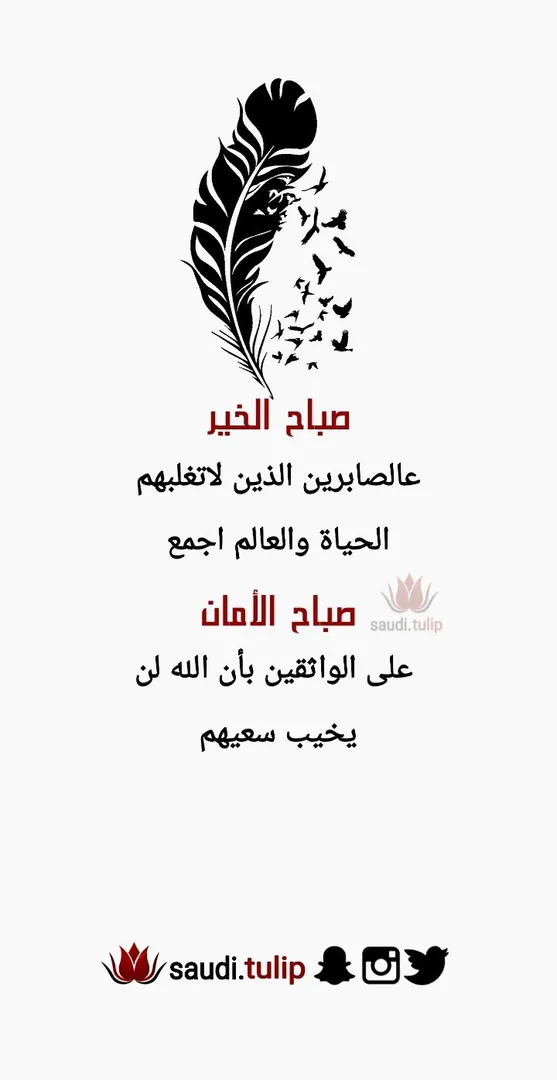 صباح الخير
عالصابرين الذين لاتغلبهم
الحياة والعالم اجمع
صباح الأمان
saudi.tulip
على الواثقين بأن الله لن
يخيب سعيهم
saudi.tulip